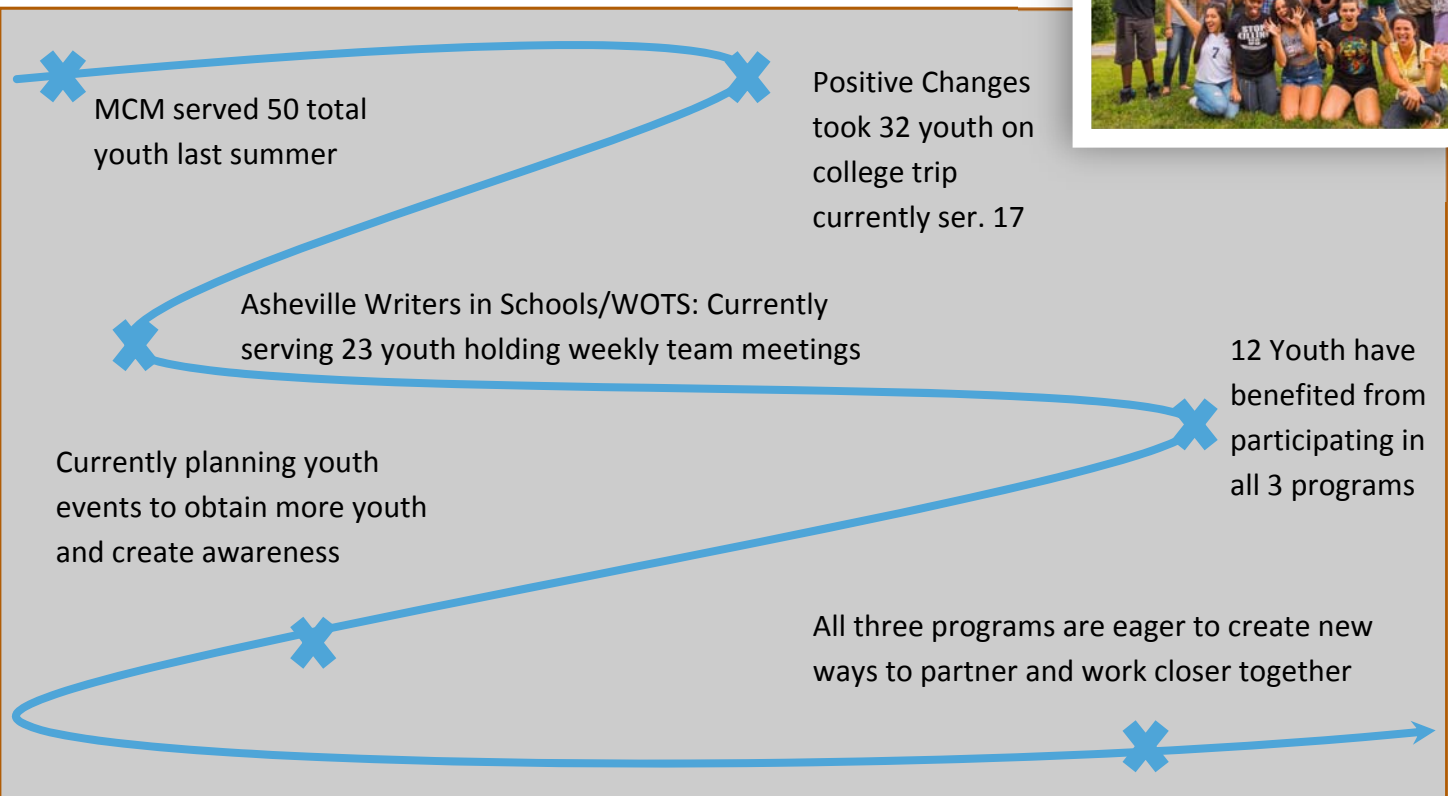 MCM served 50 total
youth last summer
Positive Changes
took 32 youth on
college trip
currently ser. 17
Asheville Writers in Schools/WOTS: Currently
serving 23 youth holding weekly team meetings
12 Youth have
benefited from
participating in
all 3 programs
Currently planning youth
events to obtain more youth
and create awareness
All three programs are eager to create new
ways to partner and work closer together